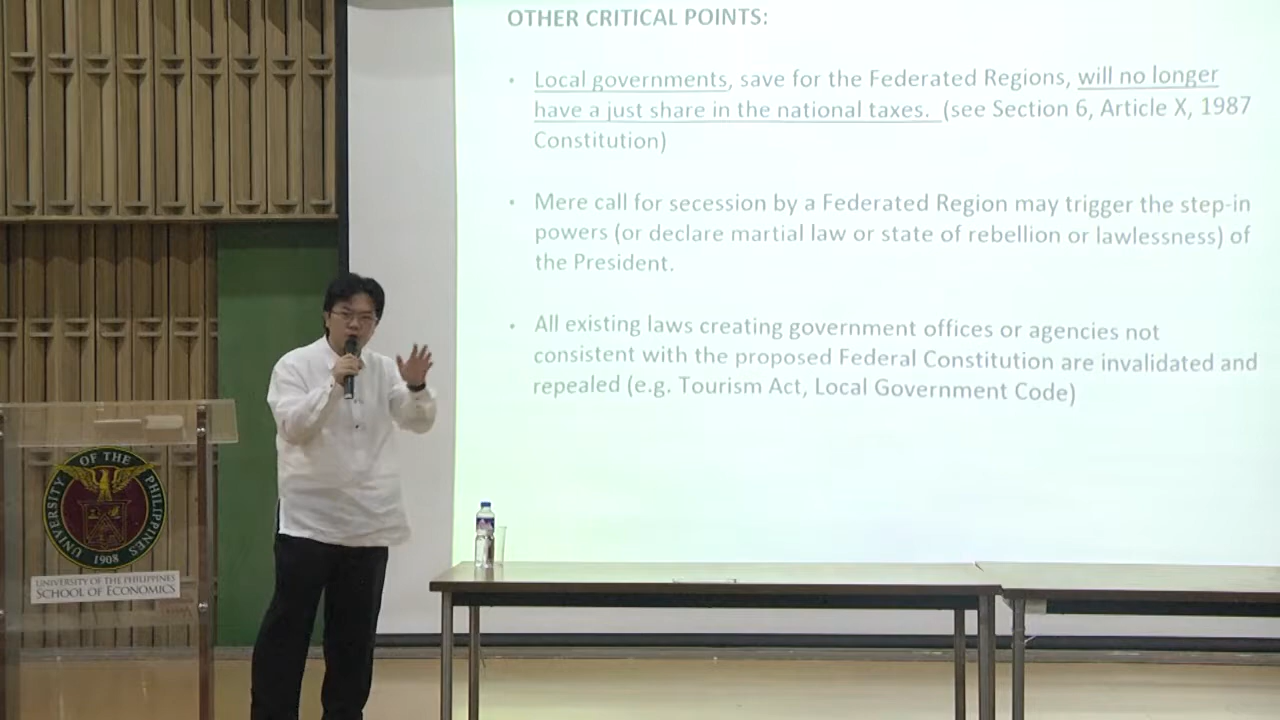 OTHER CRITICAL POINTS:
• Local governments, save for the Federated Regions, will no longer
have a just share in the national taxes. (see Section 6, Article X, 1987
Constitution)
• Mere call for secession by a Federated Region may trigger the step-in
powers (or declare martial law or state of rebellion or lawlessness) of
the President.
• All existing laws creating government offices or agencies not
consistent with the proposed Federal Constitution are invalidated and
repealed (e.g. Tourism Act, Local Government Code)
UNIVERSITY OF THE PHILIPPINES
1908
UNIVERSITY OF THE PHILIPPINES
SCHOOL OF ECONOMICS